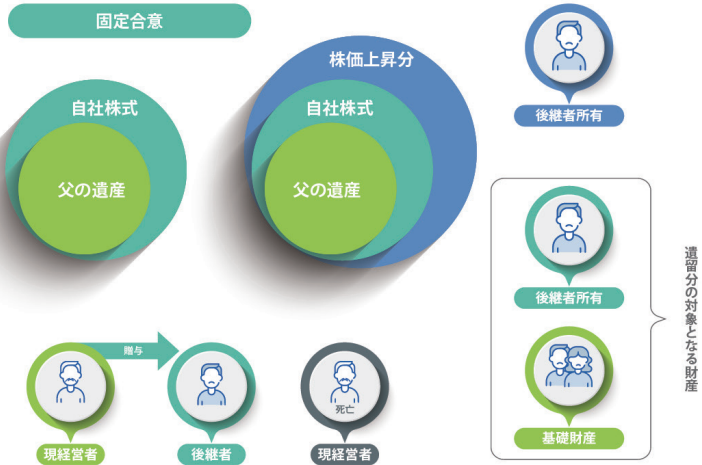 固定合意
自社株式
父の遺産
株価上昇分
自社株式
父の遺産
贈与
現経営者
後継者
死亡
現経営者
後継者所有
後継者所有
基礎財産
遺留分の対象となる財産